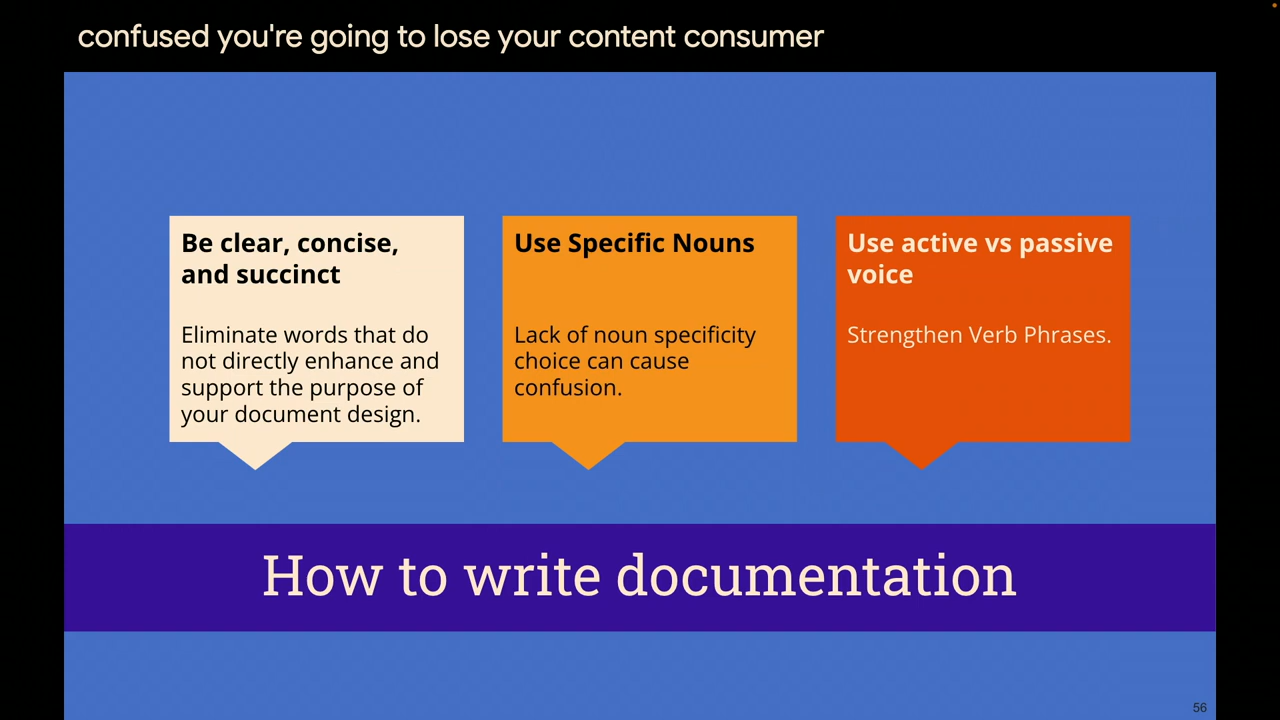 confused you're going to lose your content consumer
Be clear, concise,
and succinct
Eliminate words that do
not directly enhance and
support the purpose of
your document design.
Use Specific Nouns
Lack of noun specificity
choice can cause
confusion.
Use active vs passive
voice
Strengthen Verb Phrases.
How to write documentation
56